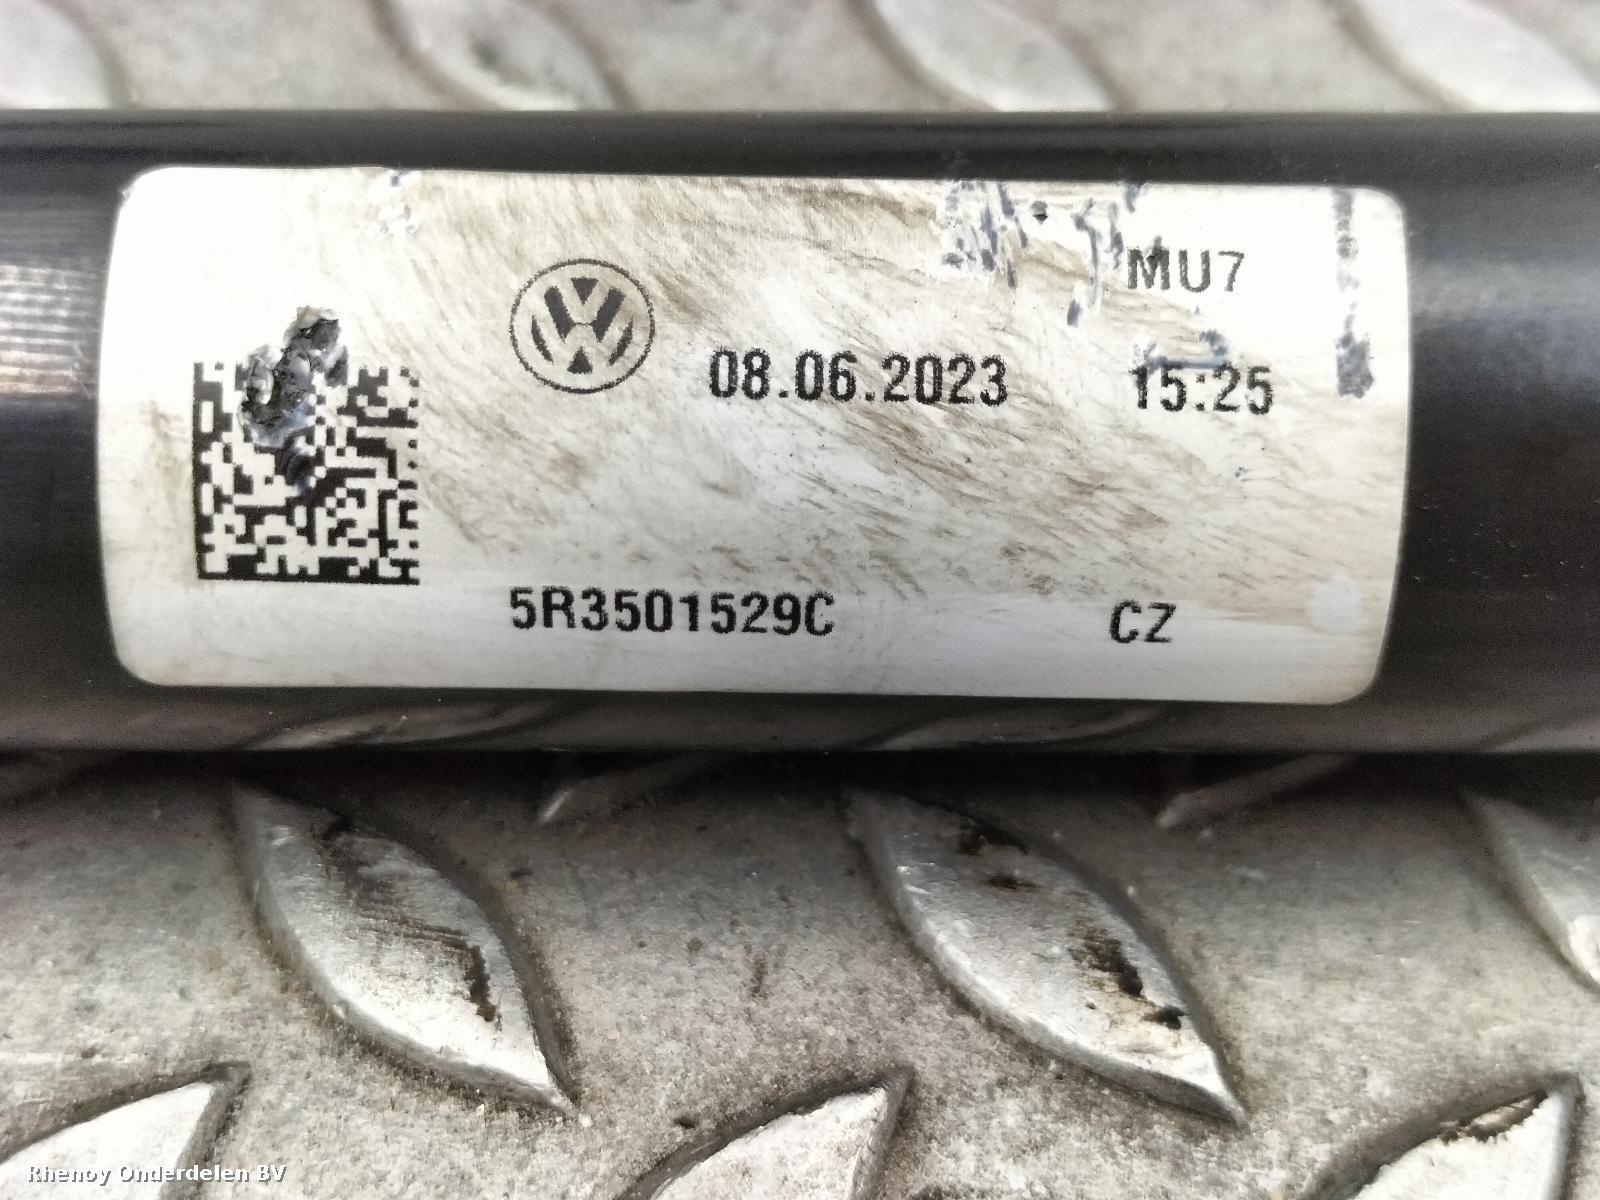 MU7
08.06.2023 15:25
5R3501529C CZ
Rhenoy Onderdelen BV